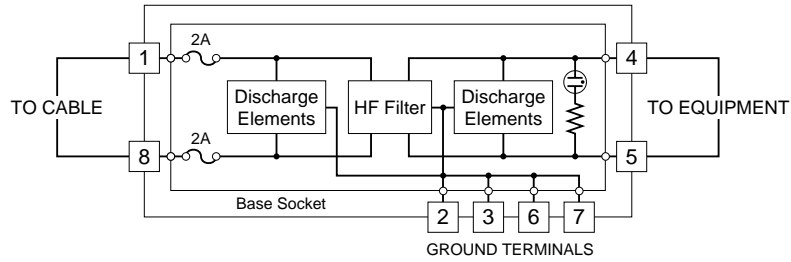 2A
1
4
Discharge
Elements
HF Filter
Discharge
Elements
TO CABLE
TO EQUIPMENT
2A
8
5
Base Socket
2
3
6
7
GROUND TERMINALS